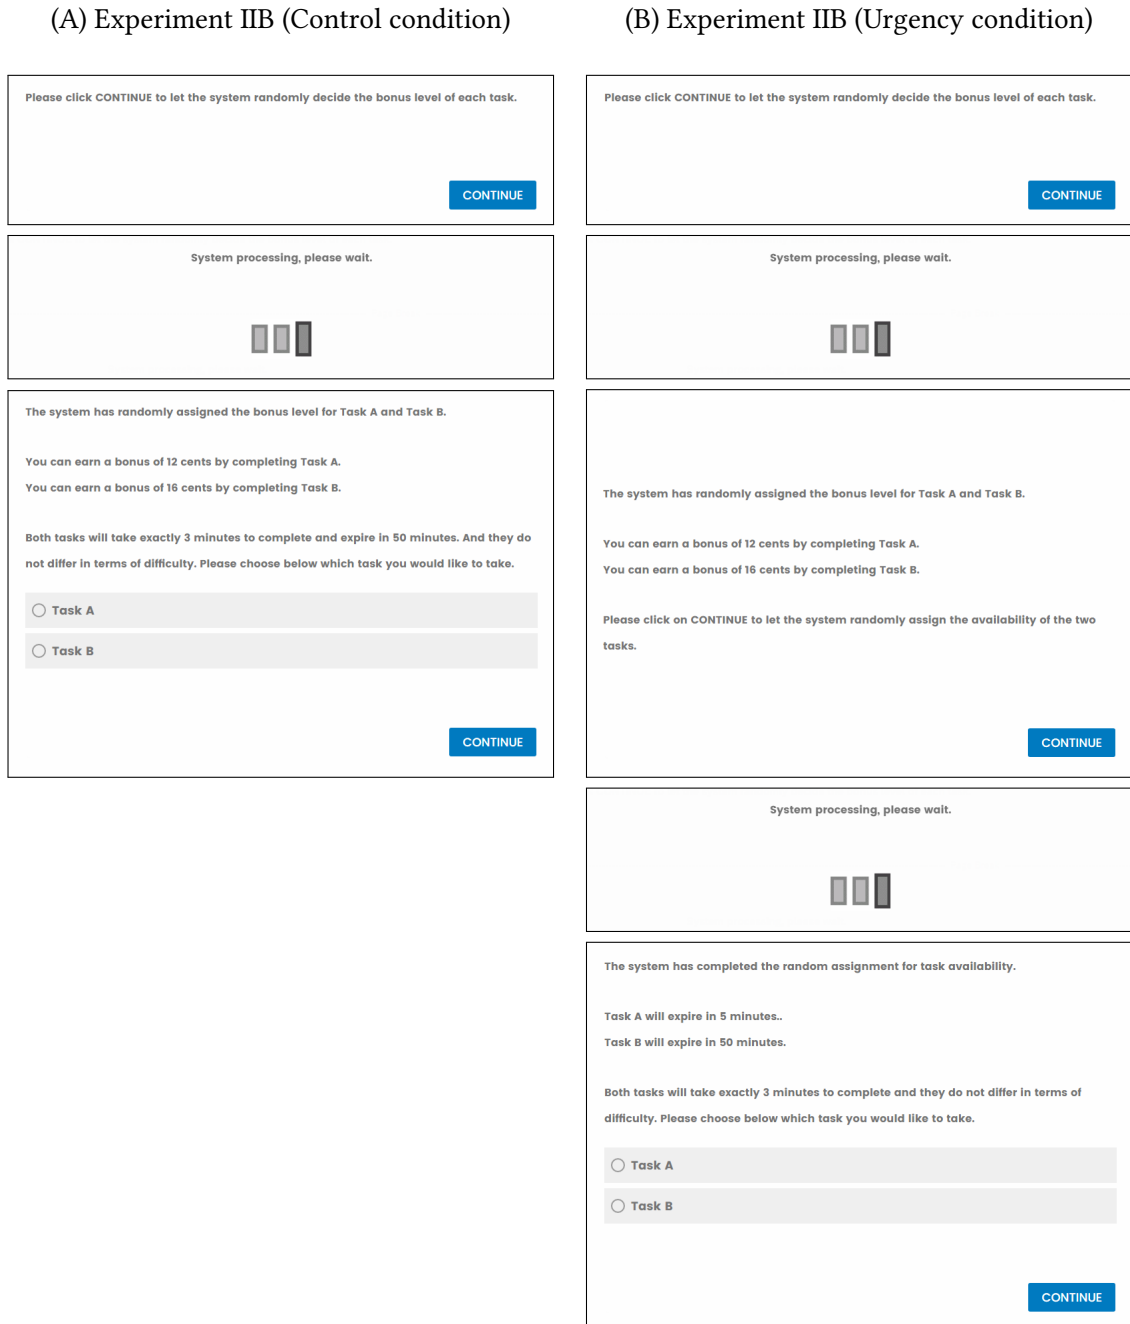 (A) Experiment IIB (Control condition)
Please click CONTINUE to let the system randomly decide the bonus level of each task.
CONTINUE
System processing, please wait.
The system has randomly assigned the bonus level for Task A and Task B.
You can earn a bonus of 12 cents by completing Task A.
You can earn a bonus of 16 cents by completing Task B.
Both tasks will take exactly 3 minutes to complete and expire in 50 minutes. And they do
not differ in terms of difficulty. Please choose below which task you would like to take.
Task A
Task B
CONTINUE
(B) Experiment IIB (Urgency condition)
Please click CONTINUE to let the system randomly decide the bonus level of each task.
CONTINUE
System processing, please wait.
The system has randomly assigned the bonus level for Task A and Task B.
You can earn a bonus of 12 cents by completing Task A.
You can earn a bonus of 16 cents by completing Task B.
Please click on CONTINUE to let the system randomly assign the availability of the two
tasks.
CONTINUE
System processing, please wait.
The system has completed the random assignment for task availability.
Task A will expire in 5 minutes..
Task B will expire in 50 minutes.
Both tasks will take exactly 3 minutes to complete and they do not differ in terms of
difficulty. Please choose below which task you would like to take.
Task A
Task B
CONTINUE